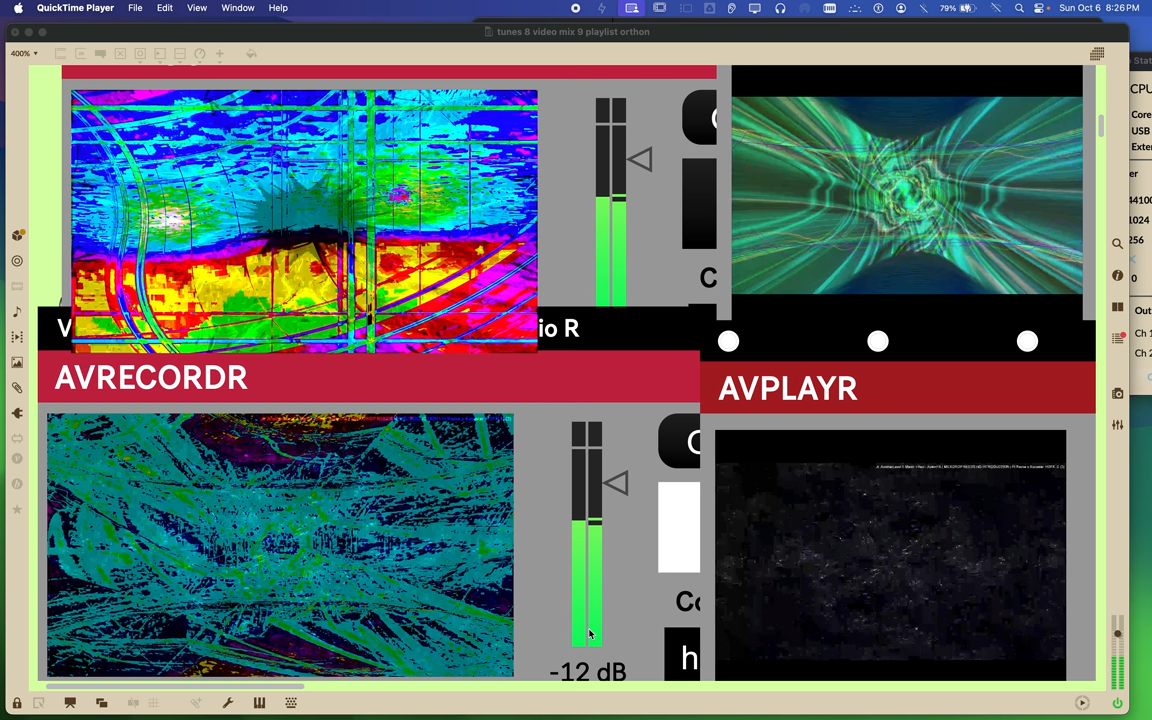 QuickTime Player File Edit View Window Help 79% Sun Oct 6 8:26 PM
tunes 8 video mix 9 playlist orthon
Stat
400%
CPU
Core
USB
Exter
er
44100
1024
256
0
Out
Ch 1
Ch 2
C
C
V
io R
AVRECORDR
AVPLAYR
C
Co
h
-12 dB